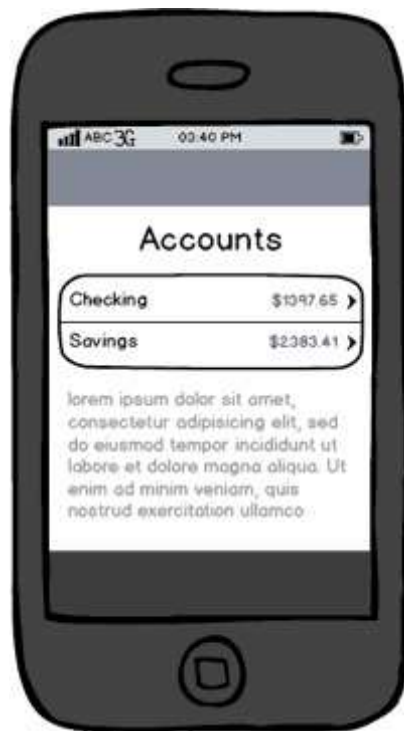 ABC 3G 03:40 PM
Accounts
Checking $1397.65
Savings $2383.41
lorem ipsum dolor sit amet,
consectetur adipisicing elit, sed
do eiusmod tempor incididunt ut
labore et dolore magna aliqua. Ut
enim ad minim veniam, quis
nostrud exercitation ullamco